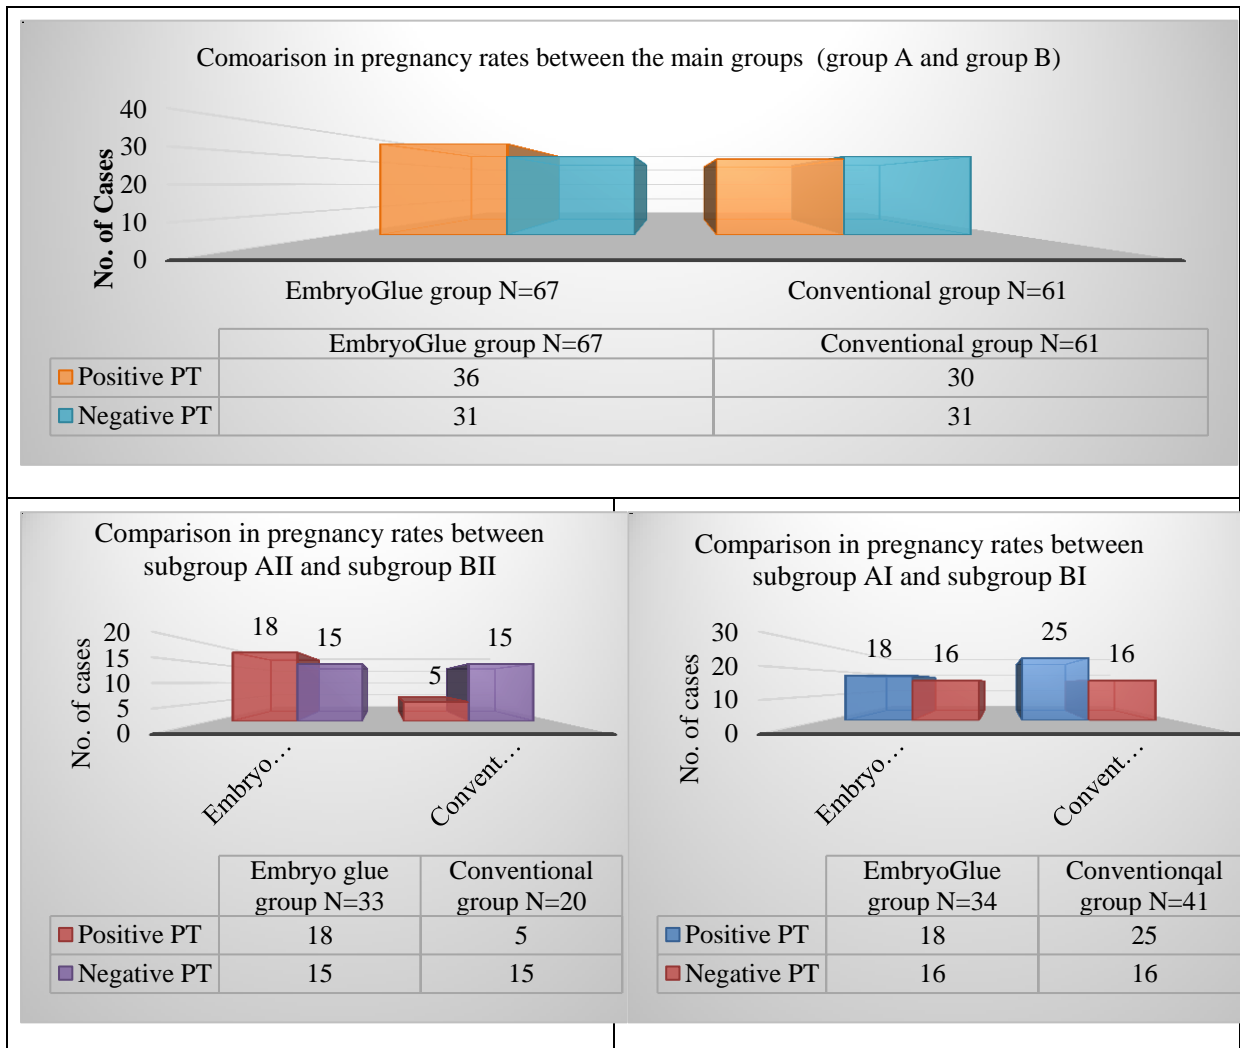 Comoarison in pregnancy rates between the main groups  (group A and group B)
No. of Cases
40
30
20
10
0
EmbryoGlue group N=67 Conventional group N=61
EmbryoGlue group N=67 Conventional group N=61
Positive PT 36 30
Negative PT 31 31
Comparison in pregnancy rates between
subgroup AII and subgroup BII
No. of cases
20
15
10
5
0
18 15 5 15
Embryo… Convent…
Embryo glue Conventional
group N=33 group N=20
Positive PT 18 5
Negative PT 15 15
Comparison in pregnancy rates between
subgroup AI and subgroup BI
No. of cases
30
20
10
0
18 16 25 16
Embryo… Convent…
EmbryoGlue Conventionqal
group N=34 group N=41
Positive PT 18 25
Negative PT 16 16